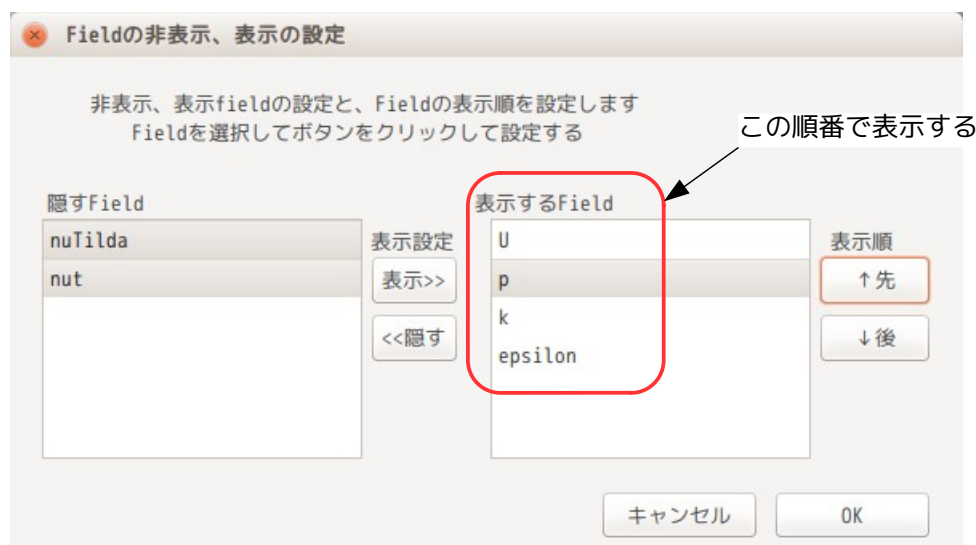 Fieldの非表示、表示の設定
非表示、表示fieldの設定と、Fieldの表示順を設定します
Fieldを選択してボタンをクリックして設定する
この順番で表示する
隠すField
表示するField
nuTilda
表示設定
U
表示順
nut
表示>>
p
↑先
<<隠す
k
↓後
epsilon
キャンセル
OK